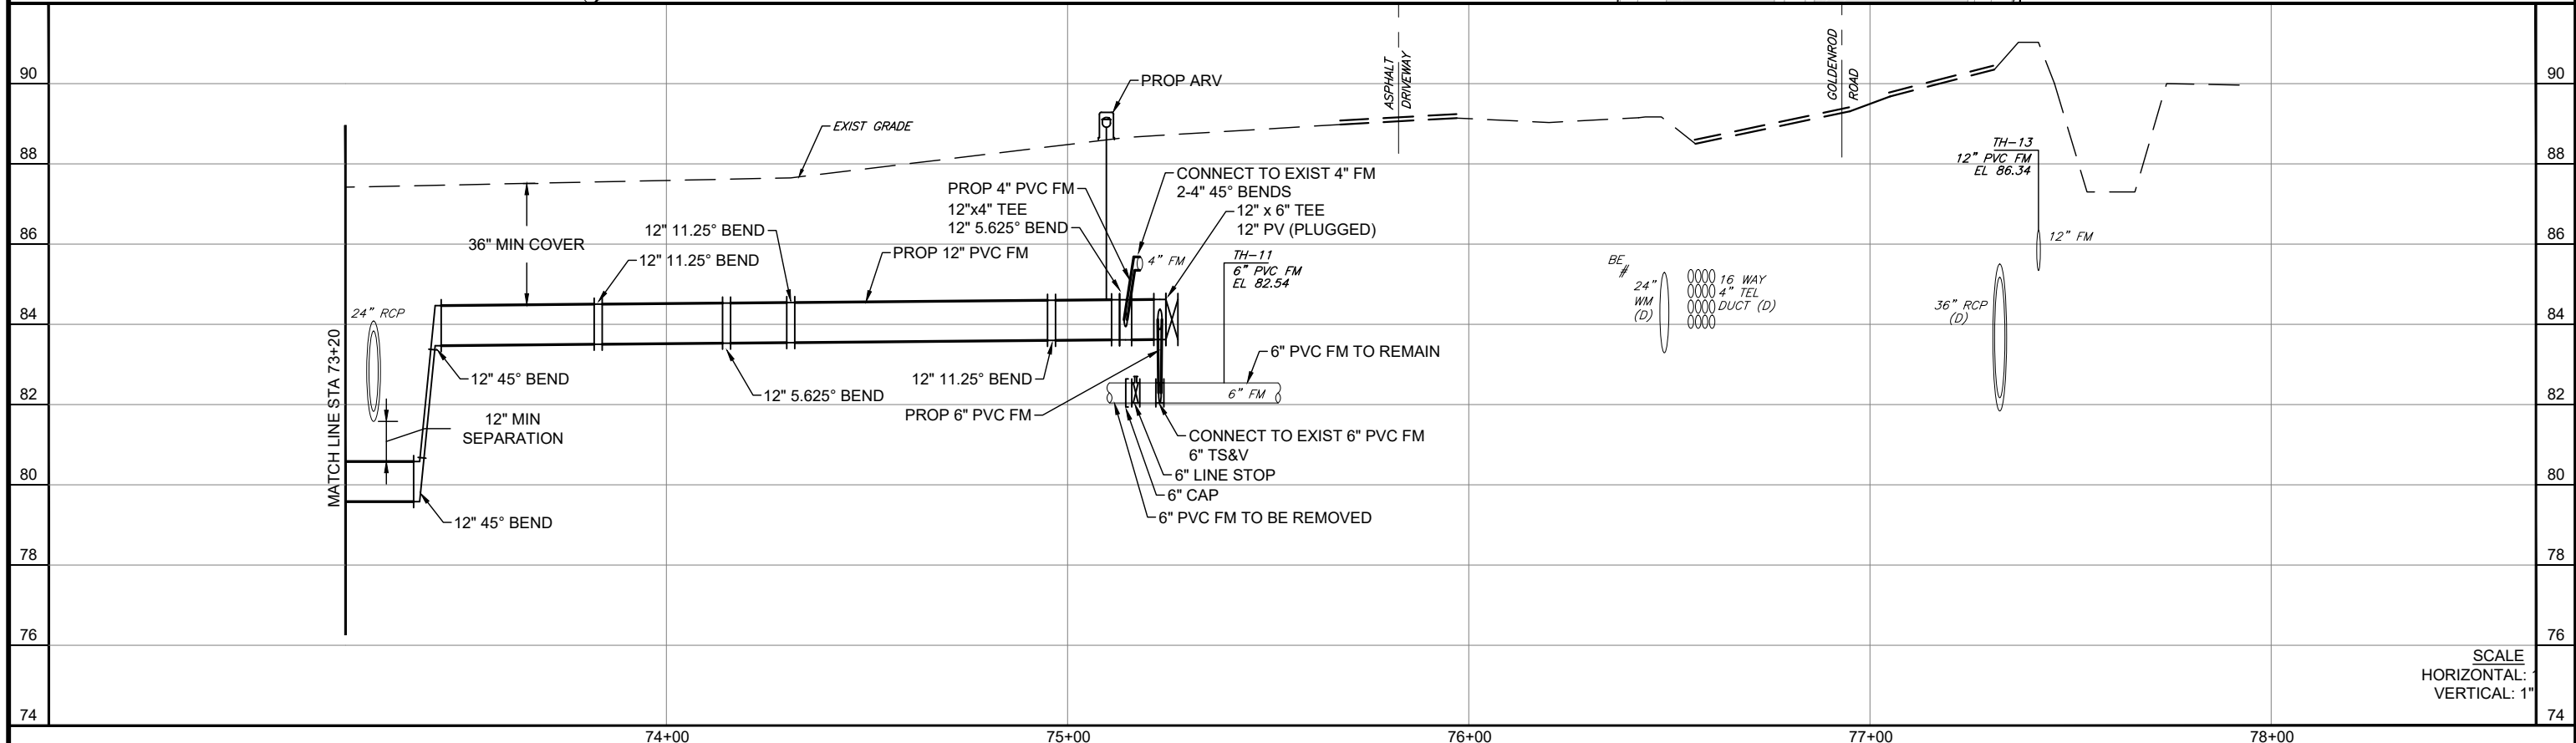 90
88
86
84
82
80
78
76
74
MATCH LINE STA 73+20
24" RCP
36" MIN COVER
EXIST GRADE
12" 11.25° BEND
12" 11.25° BEND
PROP 12" PVC FM
12" 45° BEND
12" MIN
SEPARATION
12" 45° BEND
12" 5.625° BEND
12" 11.25° BEND
PROP 6" PVC FM
PROP ARV
PROP 4" PVC FM
12"x4" TEE
12" 5.625° BEND
CONNECT TO EXIST 4" FM
2-4" 45° BENDS
12" x 6" TEE
12" PV (PLUGGED)
4" FM
TH-11
6" PVC FM
EL 82.54
6" PVC FM TO REMAIN
6" FM
CONNECT TO EXIST 6" PVC FM
6" TS&V
6" LINE STOP
6" CAP
6" PVC FM TO BE REMOVED
ASPHALT
DRIVEWAY
GOLDENROD
ROAD
BE
24"
WM
(D)
16 WAY
4" TEL
DUCT (D)
TH-13
12" PVC FM
EL 86.34
12" FM
36" RCP
(D)
90
88
86
84
82
80
78
76
74
SCALE
HORIZONTAL:
VERTICAL: 1"
74+00
75+00
76+00
77+00
78+00